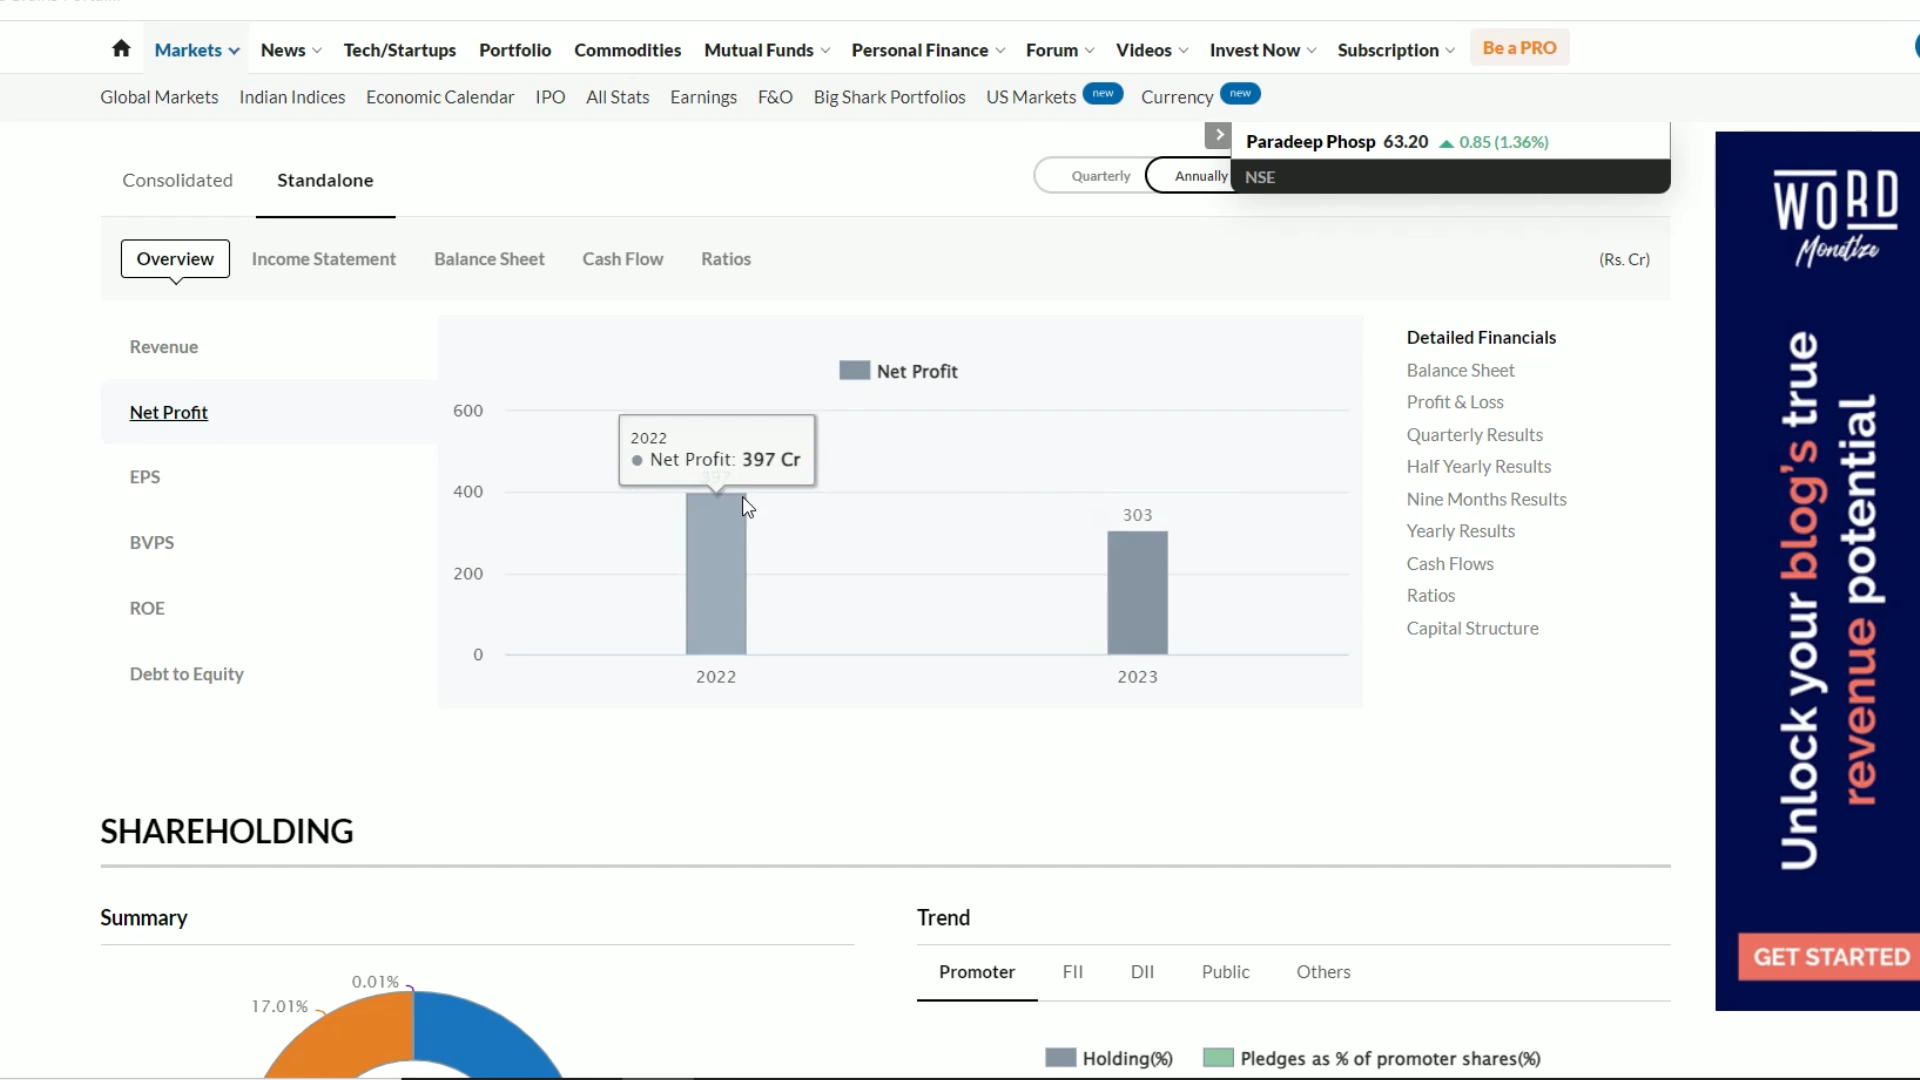 Markets News Tech/Startups Portfolio Commodities Mutual Funds Personal Finance Forum Videos Invest Now Subscription Be a PRO
Global Markets Indian Indices Economic Calendar IPO All Stats Earnings F&O Big Shark Portfolios US Markets new Currency new
Paradeep Phosp 63.20 0.85 (1.36%)
NSE
Consolidated Standalone Quarterly Annually
Overview Income Statement Balance Sheet Cash Flow Ratios (Rs. Cr)
Revenue
Net Profit
EPS
BVPS
ROE
Debt to Equity
Net Profit
600
400
200
0
2022
Net Profit: 397 Cr
303
2022 2023
Detailed Financials
Balance Sheet
Profit & Loss
Quarterly Results
Half Yearly Results
Nine Months Results
Yearly Results
Cash Flows
Ratios
Capital Structure
WORD
Monetize
Unlock your blog's true
revenue potential
GET STARTED
SHAREHOLDING
Summary
0.01%
17.01%
Trend
Promoter FII DII Public Others
Holding(%) Pledges as % of promoter shares(%)